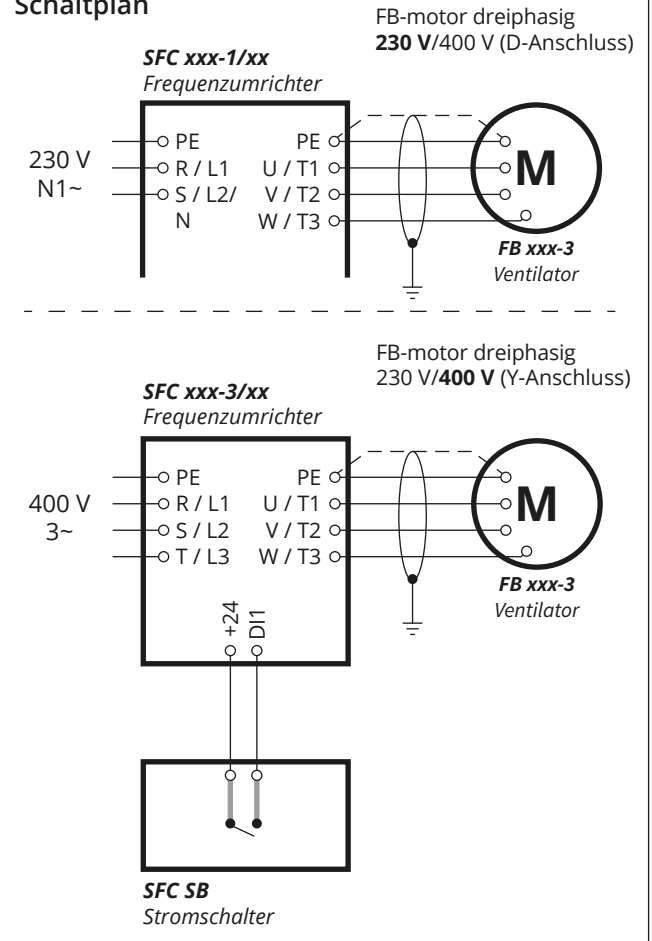 Schaltplan
FB-motor dreiphasig
230 V/400 V (D-Anschluss)
SFC xxx-1/xx
Frequenzumrichter
230 V
N1~
PE
R / L1
S / L2/
N
PE
U / T1
V / T2
W / T3
M
FB xxx-3
Ventilator
FB-motor dreiphasig
230 V/400 V (Y-Anschluss)
SFC xxx-3/xx
Frequenzumrichter
400 V
3~
PE
R / L1
S / L2
T / L3
PE
U / T1
V / T2
W / T3
M
FB xxx-3
Ventilator
+24
DI1
SFC SB
Stromschalter